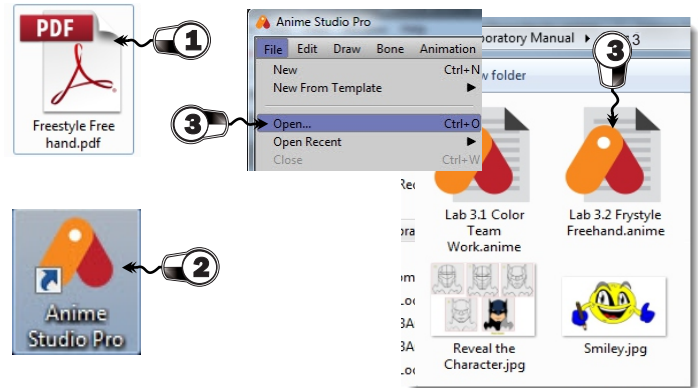 PDF
1
Freestyle Free
hand.pdf
Anime Studio Pro
File Edit Draw Bone Animation
New Ctrl+N
New From Template
3
Open... Ctrl+O
Open Recent
Close Ctrl+W
oratory Manual
3
3
w folder
Lab 3.1 Color
Team
Work.anime
Lab 3.2 Frystyle
Freehand.anime
Reveal the
Character.jpg
Smiley.jpg
Anime
Studio Pro
2